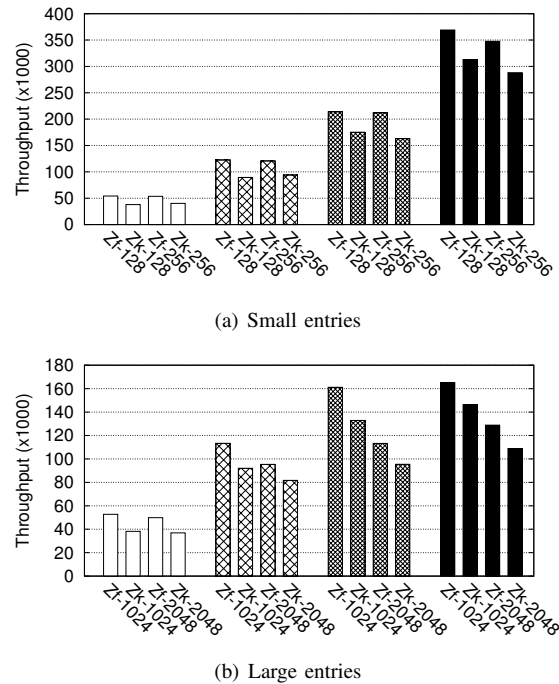 400
350
300
250
200
150
100
50
0
Throughput (x1000)
Zf-128
Zk-128
Zf-256
Zk-256
Zf-128
Zk-128
Zf-256
Zk-256
Zf-128
Zk-128
Zf-256
Zk-256
Zf-128
Zk-128
Zf-256
Zk-256
(a) Small entries
180
160
140
120
100
80
60
40
20
0
Throughput (x1000)
Zf-1024
Zk-1024
Zf-2048
Zk-2048
Zf-1024
Zk-1024
Zf-2048
Zk-2048
Zf-1024
Zk-1024
Zf-2048
Zk-2048
Zf-1024
Zk-1024
Zf-2048
Zk-2048
(b) Large entries